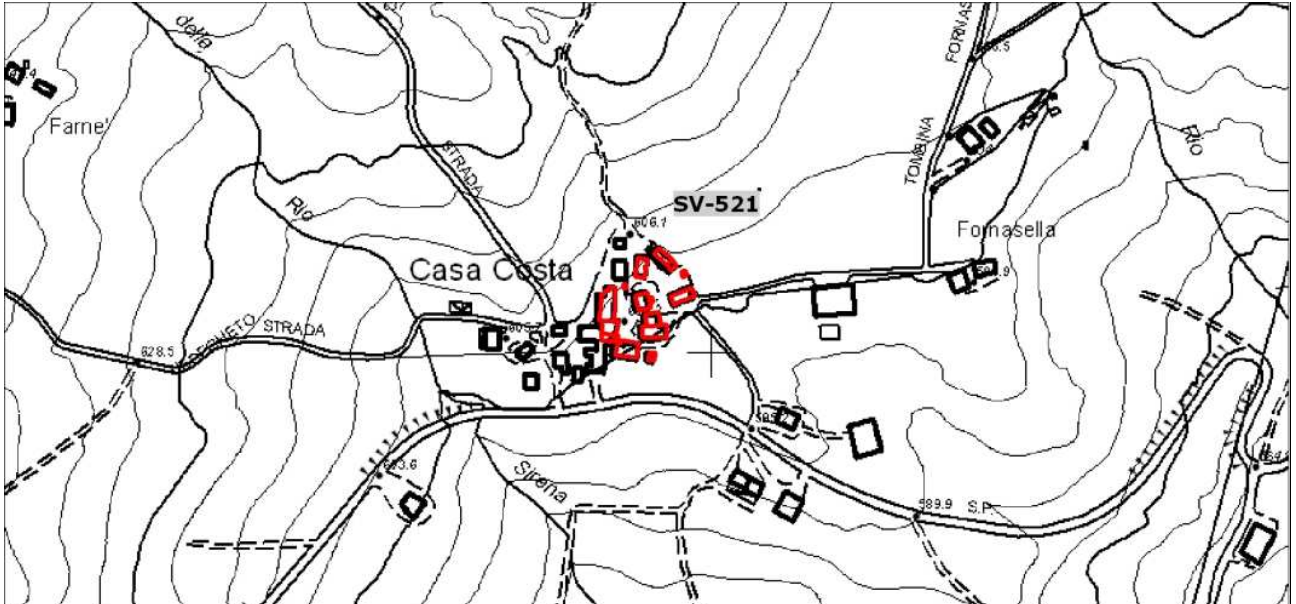 della
FORNAS
Farne'
STRADA
TOMBINA
RIO
SV-521
Rio
606.1
Fornasella
Casa Costa
STRADA
628.5
Sirena
589.9
S.P.